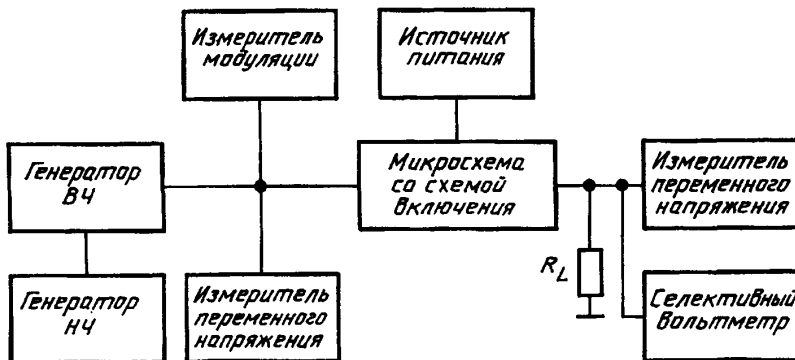 Измеритель
модуляции
Источник
питания
Генератор
ВЧ
Микросхема
со схемой
включения
Измеритель
переменного
напряжения
Генератор
НЧ
Измеритель
переменного
напряжения
R_L
Селективный
вольтметр